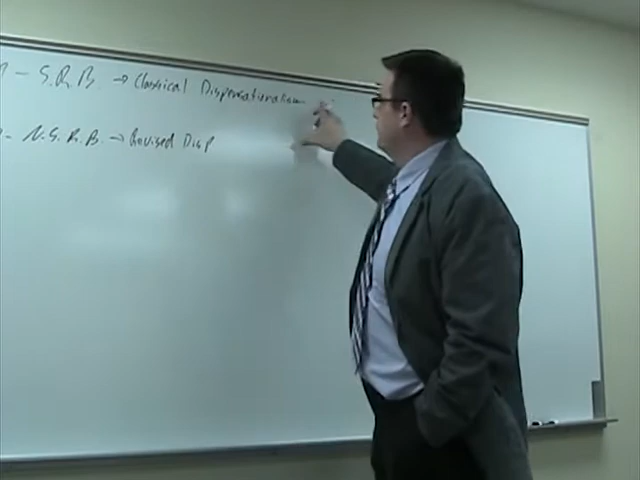 - S.R.B. → Classical Dispensationalism
- N.S.R.B. → Revised Disp